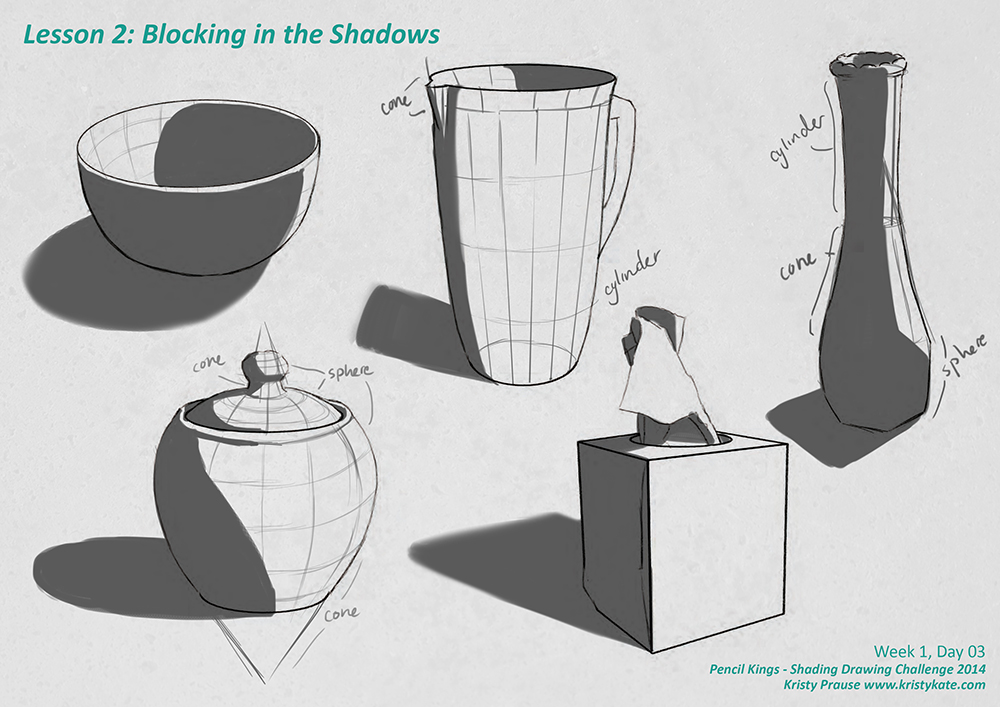 Lesson 2: Blocking in the Shadows
cone
cylinder
cone
cylinder
sphere
cone
sphere
cone
Week 1, Day 03
Pencil Kings - Shading Drawing Challenge 2014
Kristy Prause www.kristykate.com